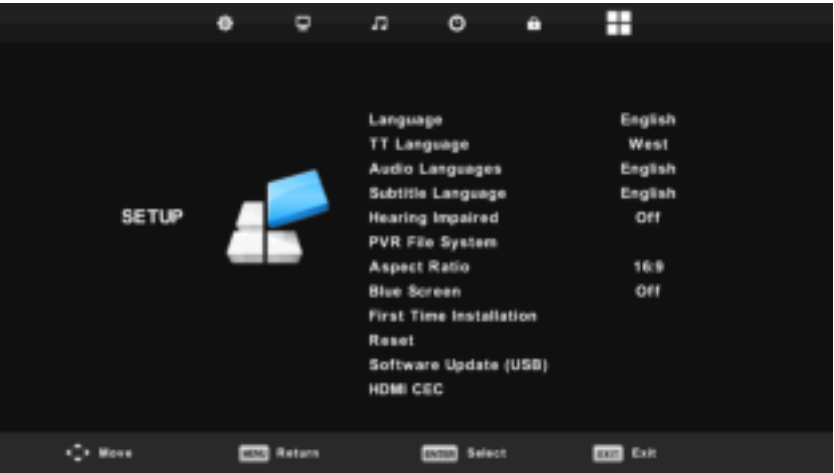 Language English
TT Language West
Audio Languages English
Subtitle Language English
SETUP
Hearing Impaired Off
PVR File System
Aspect Ratio 16:9
Blue Screen Off
First Time Installation
Reset
Software Update (USB)
HDMI CEC
Move MENU Return ENTER Select EXIT Exit